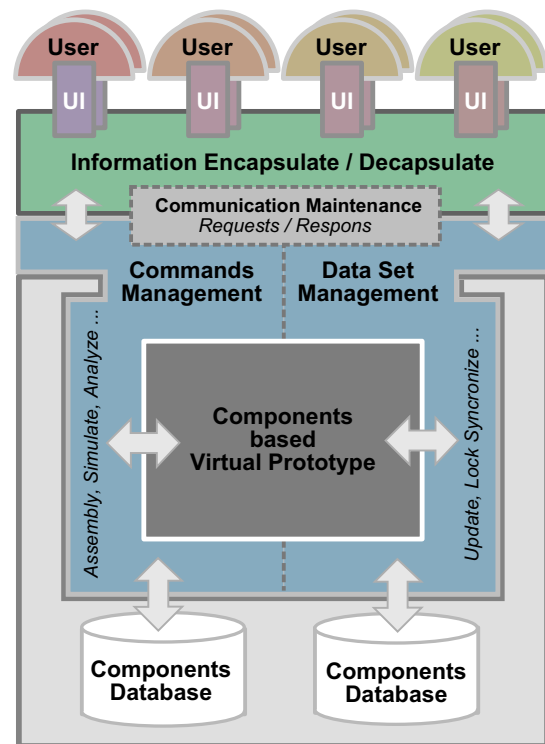 User User User User
UI UI UI UI
Information Encapsulate / Decapsulate
Communication Maintenance
Requests / Respons
Commands
Management
Data Set
Management
Assembly, Simulate, Analyze ...
Components
based
Virtual Prototype
Update, Lock Syncronize ...
Components
Database
Components
Database